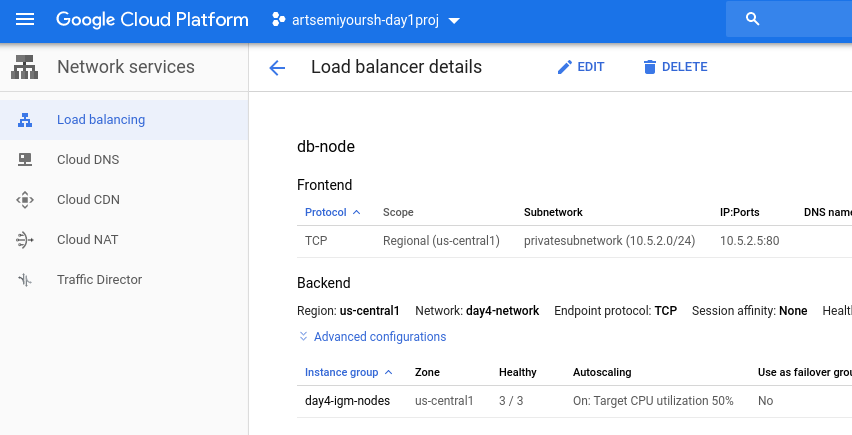 Google Cloud Platform artsemiyoursh-day1proj
Network services Load balancer details EDIT DELETE
Load balancing
Cloud DNS
Cloud CDN
Cloud NAT
Traffic Director
db-node
Frontend
Protocol Scope Subnetwork IP:Ports DNS name
TCP Regional (us-central1) privatesubnetwork (10.5.2.0/24) 10.5.2.5:80
Backend
Region: us-central1 Network: day4-network Endpoint protocol: TCP Session affinity: None
Advanced configurations
Instance group Zone Healthy Autoscaling Use as failover
day4-igm-nodes us-central1 3 / 3 On: Target CPU utilization 50% No